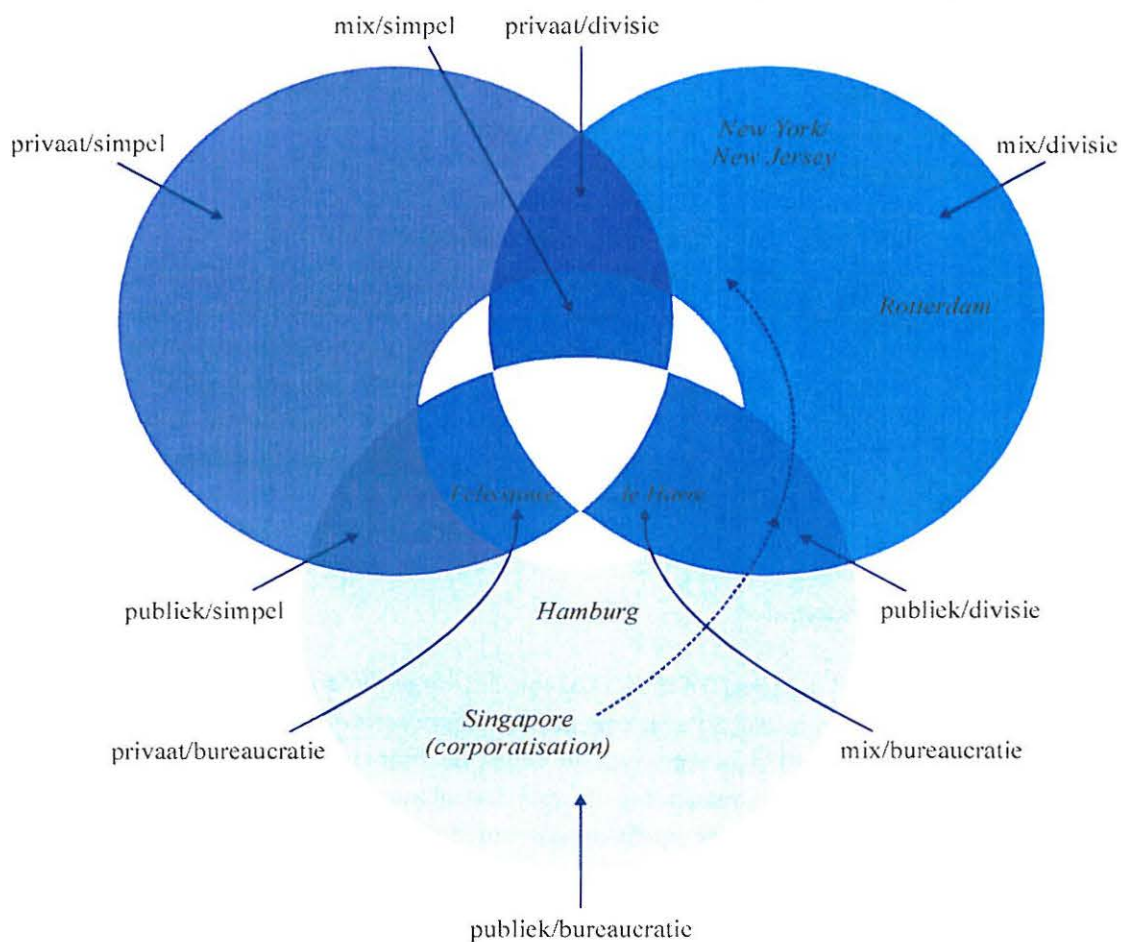 mix/simpel
privaat/divisie
privaat/simpel
New York/
New Jersey
mix/divisie
Rotterdam
Felixstowe
le Havre
publiek/simpel
Hamburg
publiek/divisie
Singapore
(corporatisation)
privaat/bureaucratie
mix/bureaucratie
publiek/bureaucratie